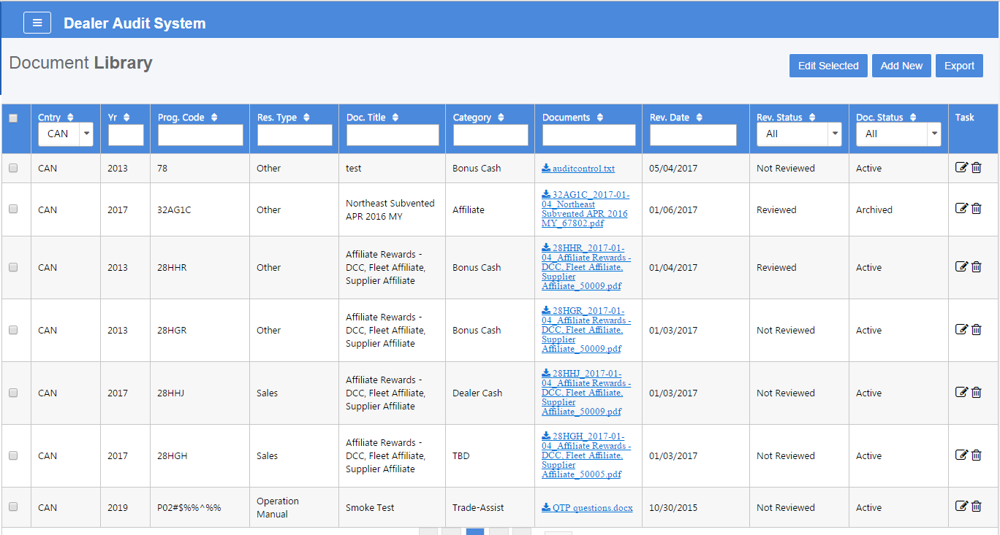 Dealer Audit System
Document Library
Edit Selected
Add New
Export
Cntry
Yr
Prog. Code
Res. Type
Doc. Title
Category
Documents
Rev. Date
Rev. Status
Doc. Status
Task
CAN
All
All
CAN
2013
78
Other
test
Bonus Cash
auditcontrol.txt
05/04/2017
Not Reviewed
Active
CAN
2017
32AG1C
Other
Northeast Subvented
APR 2016 MY
Affiliate
32AG1C_2017-01-
04_Northeast
Subvented APR 2016
MY_67802.pdf
01/06/2017
Reviewed
Archived
CAN
2013
28HHR
Other
Affiliate Rewards -
DCC, Fleet Affiliate,
Supplier Affiliate
Bonus Cash
28HHR_2017-01-
04_Affiliate Rewards -
DCC, Fleet Affiliate,
Supplier
Affiliate_50009.pdf
01/04/2017
Reviewed
Active
CAN
2013
28HGR
Other
Affiliate Rewards -
DCC, Fleet Affiliate,
Supplier Affiliate
Bonus Cash
28HGR_2017-01-
04_Affiliate Rewards -
DCC, Fleet Affiliate,
Supplier
Affiliate_50009.pdf
01/03/2017
Not Reviewed
Active
CAN
2017
28HHJ
Sales
Affiliate Rewards -
DCC, Fleet Affiliate,
Supplier Affiliate
Dealer Cash
28HHJ_2017-01-
04_Affiliate Rewards -
DCC, Fleet Affiliate,
Supplier
Affiliate_50009.pdf
01/03/2017
Not Reviewed
Active
CAN
2017
28HGH
Sales
Affiliate Rewards -
DCC, Fleet Affiliate,
Supplier Affiliate
TBD
28HGH_2017-01-
04_Affiliate Rewards -
DCC, Fleet Affiliate,
Supplier
Affiliate_50005.pdf
01/03/2017
Not Reviewed
Active
CAN
2019
P02#$%%^%%
Operation
Manual
Smoke Test
Trade-Assist
QTP questions.docx
10/30/2015
Not Reviewed
Active